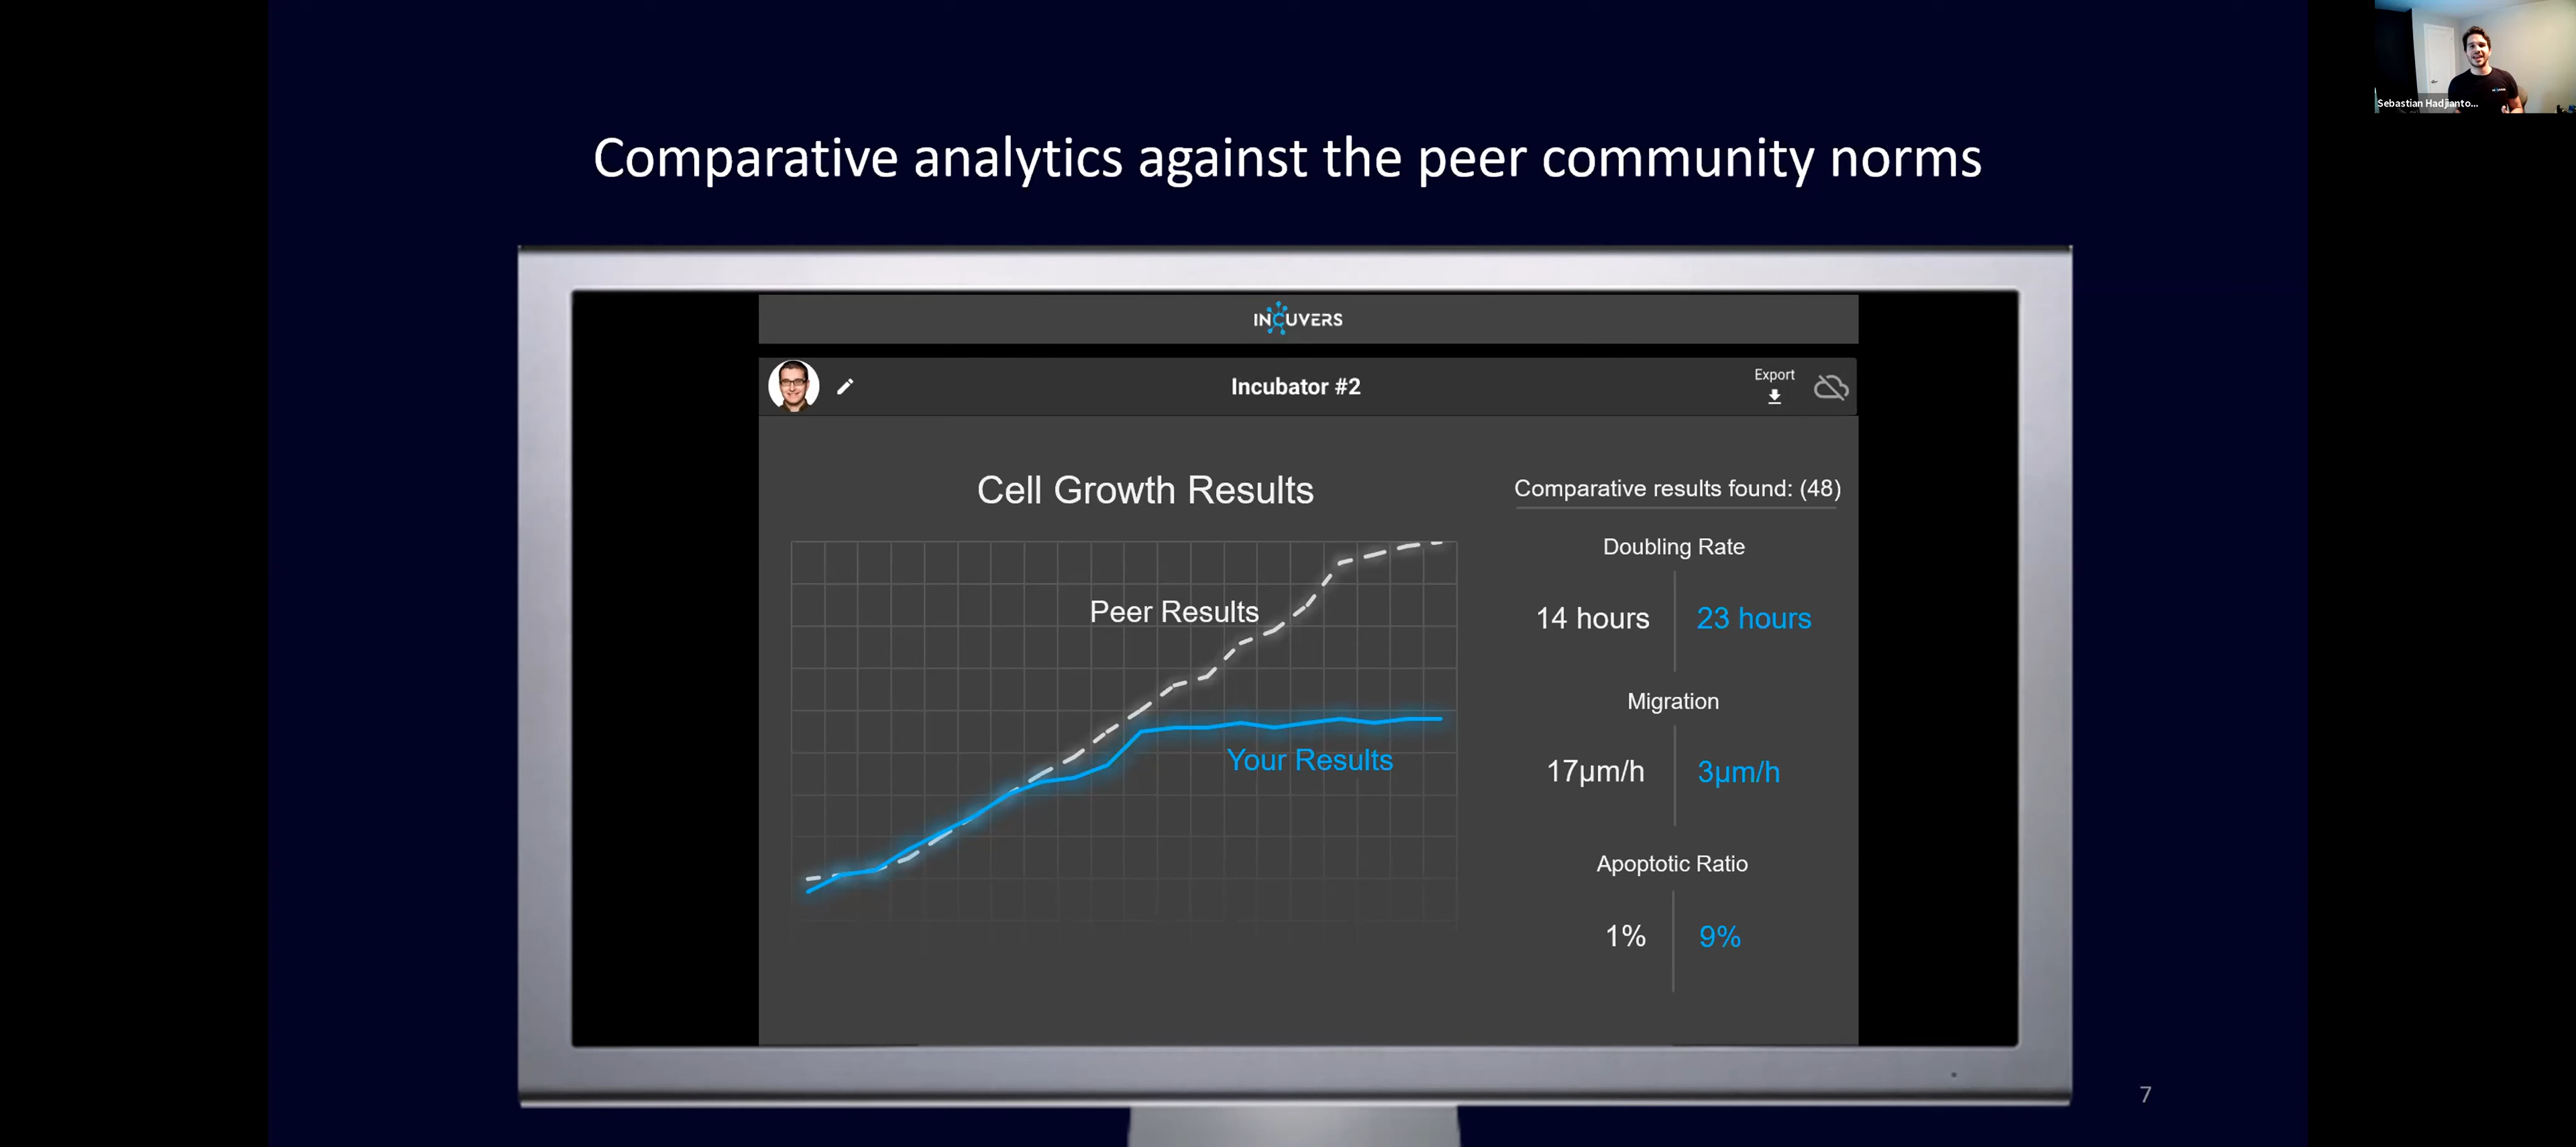 Comparative analytics against the peer community norms
Sebastian Hadjianto...
INCUVERS
Incubator #2
Export
Cell Growth Results
Peer Results
Your Results
Comparative results found: (48)
Doubling Rate
14 hours 23 hours
Migration
17µm/h 3µm/h
Apoptotic Ratio
1% 9%
7